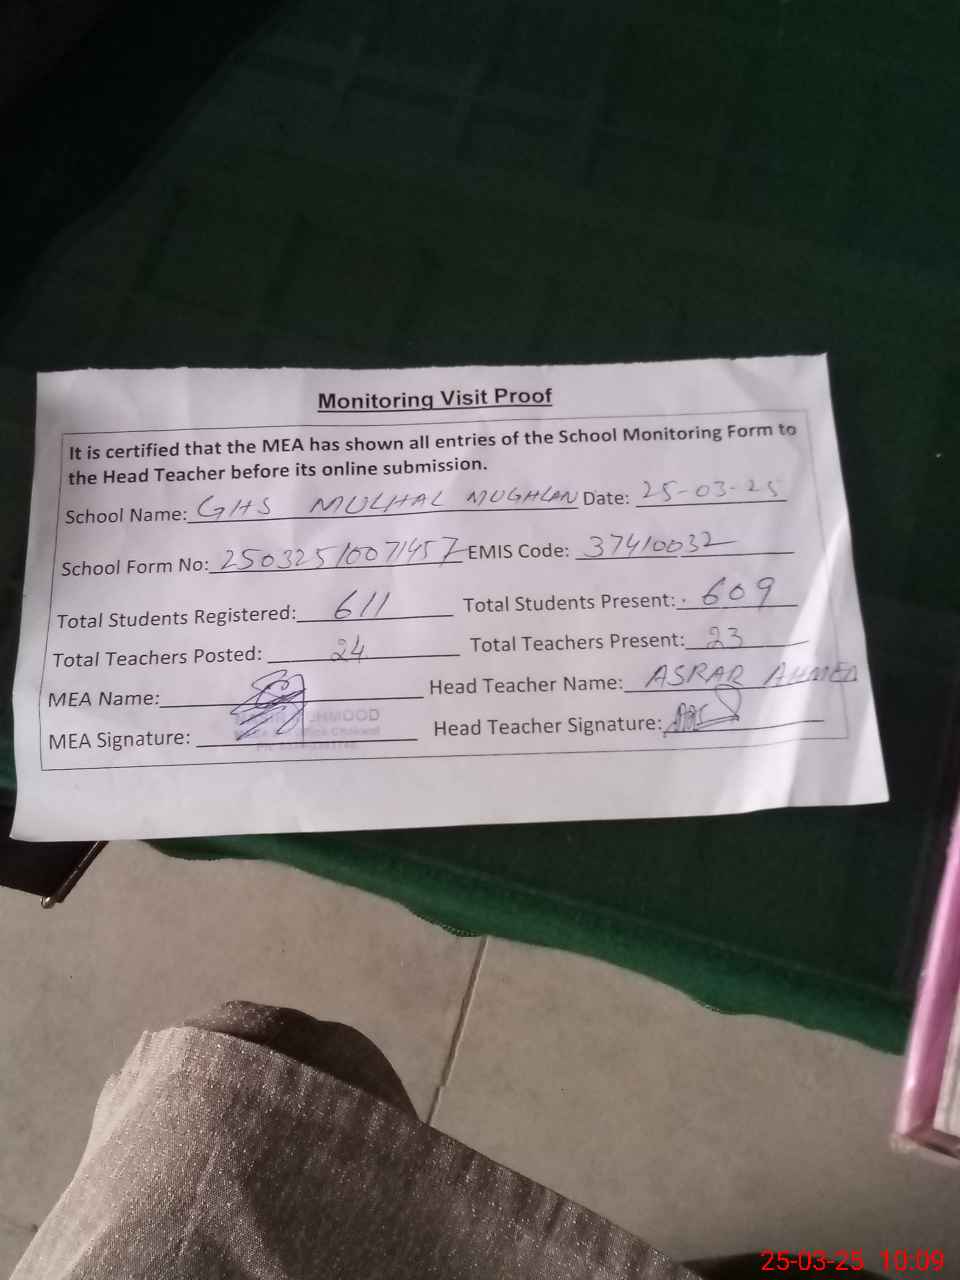 Monitoring Visit Proof
It is certified that the MEA has shown all entries of the School Monitoring Form to
the Head Teacher before its online submission.
School Name: GHS MULHAL MUGHLAN Date: 25-03-25
School Form No: 25032510071457 EMIS Code: 37410032
Total Students Registered: 611 Total Students Present: 609
Total Teachers Posted: 24 Total Teachers Present: 23
MEA Name: Head Teacher Name: ASRAR AHMED
MEA Signature: Head Teacher Signature:
25-03-25 10:09